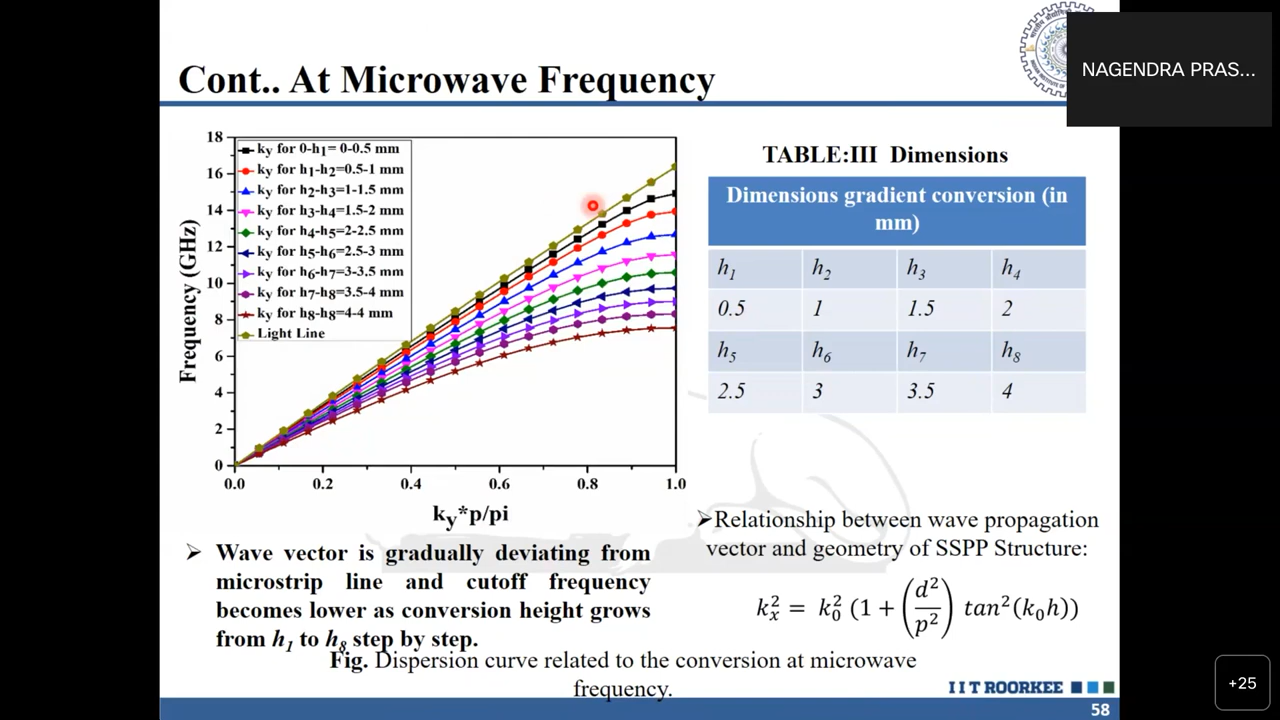 NAGENDRA PRAS...
Cont.. At Microwave Frequency
18
16
14
12
10
8
6
4
2
0
Frequency (GHz)
ky for 0-h1= 0-0.5 mm
ky for h1-h2=0.5-1 mm
ky for h2-h3=1-1.5 mm
ky for h3-h4=1.5-2 mm
ky for h4-h5=2-2.5 mm
ky for h5-h6=2.5-3 mm
ky for h6-h7=3-3.5 mm
ky for h7-h8=3.5-4 mm
ky for h8-h8=4-4 mm
Light Line
0.0 0.2 0.4 0.6 0.8 1.0
ky*p/pi
TABLE:III Dimensions
Dimensions gradient conversion (in
mm)
h1 h2 h3 h4
0.5 1 1.5 2
h5 h6 h7 h8
2.5 3 3.5 4
➢ Wave vector is gradually deviating from
microstrip line and cutoff frequency
becomes lower as conversion height grows
from h1 to h8 step by step.
➢Relationship between wave propagation
vector and geometry of SSPP Structure:
k_x^2 = k_0^2 (1 + (d^2/p^2) tan^2(k_0h))
Fig. Dispersion curve related to the conversion at microwave
frequency.
I I T ROORKEE
58
+25